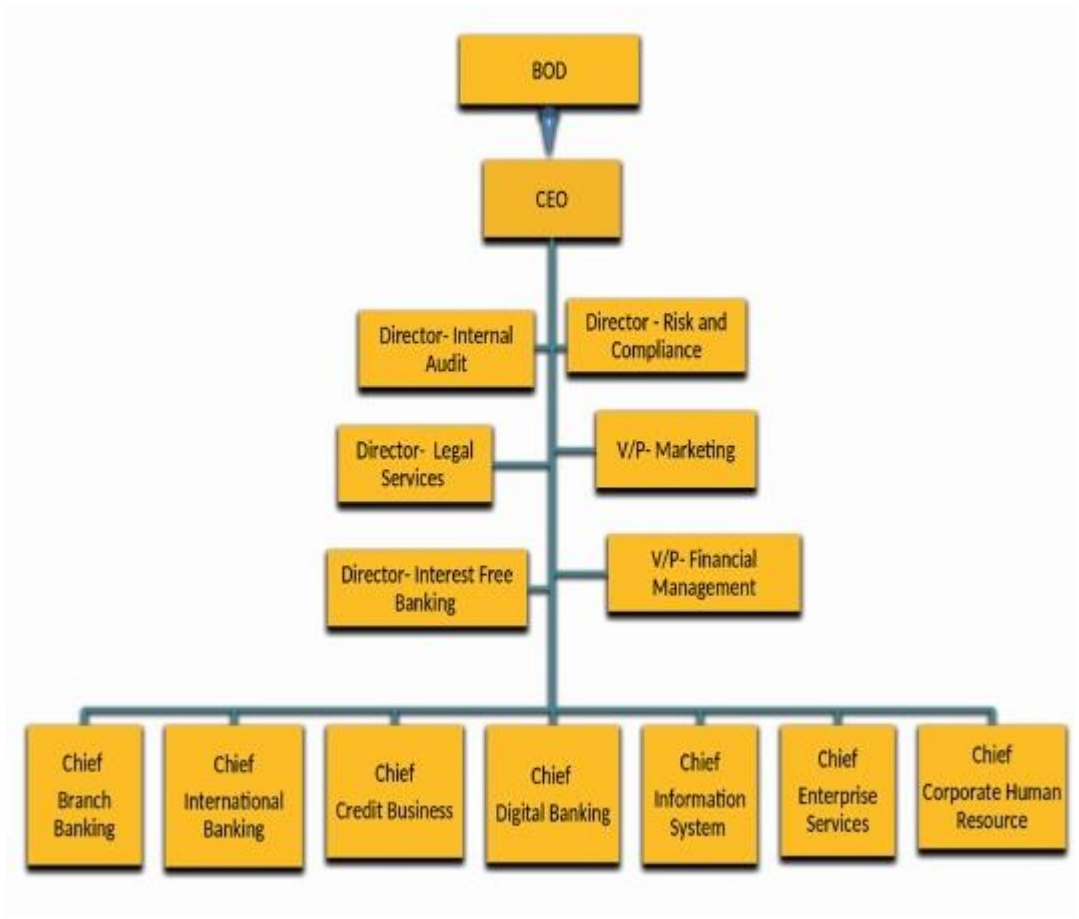 BOD
CEO
Director- Internal
Audit
Director - Risk and
Compliance
Director-  Legal
Services
V/P- Marketing
Director- Interest Free
Banking
V/P- Financial
Management
Chief
Branch
Banking
Chief
International
Banking
Chief
Credit Business
Chief
Digital Banking
Chief
Information
System
Chief
Enterprise
Services
Chief
Corporate Human
Resource